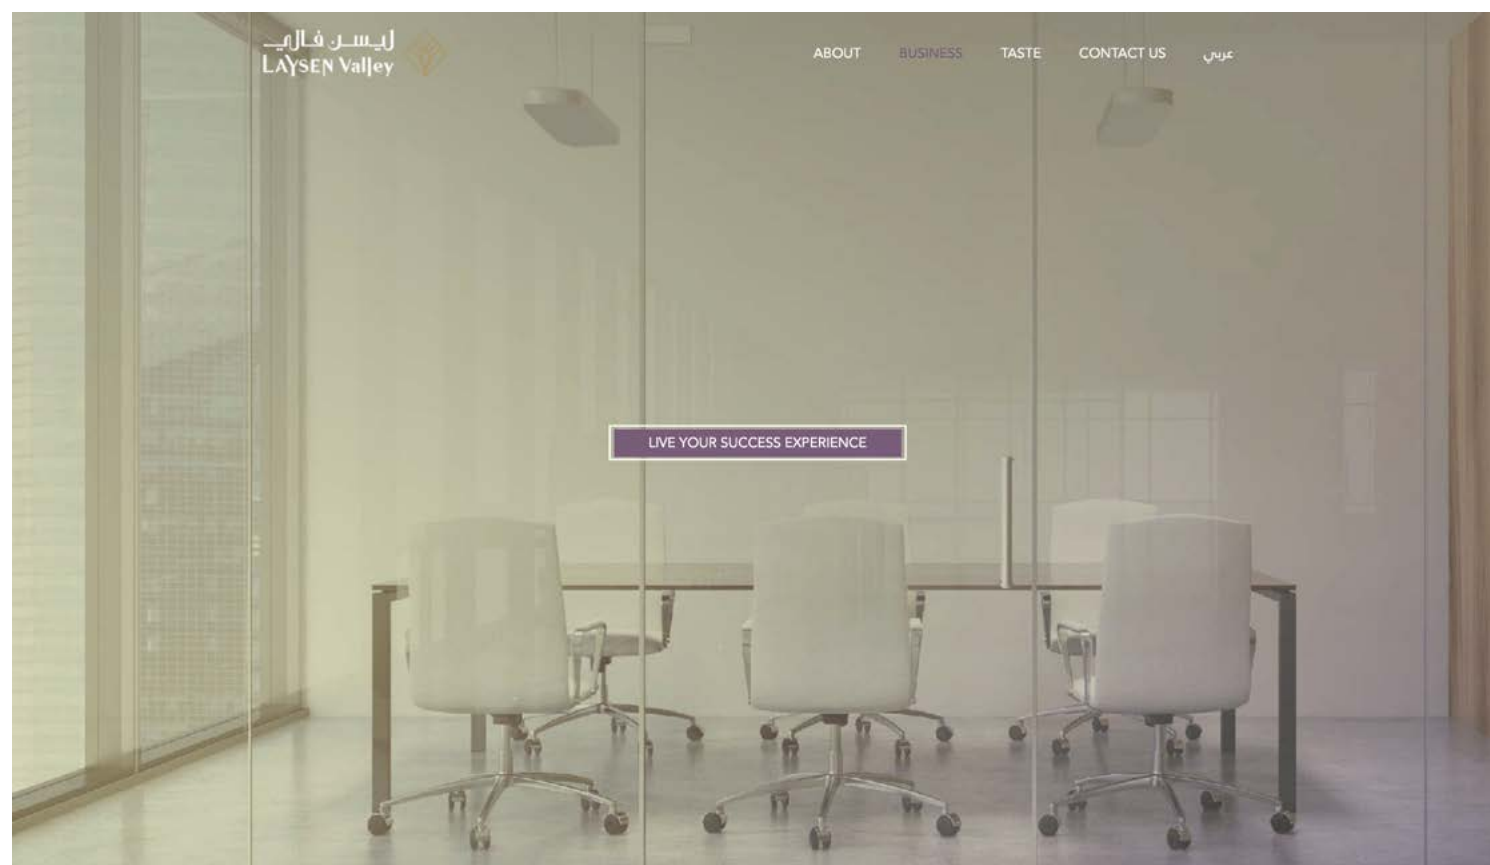 ليسن فالي
LAYSEN Valley
ABOUT BUSINESS TASTE CONTACT US عربي
LIVE YOUR SUCCESS EXPERIENCE